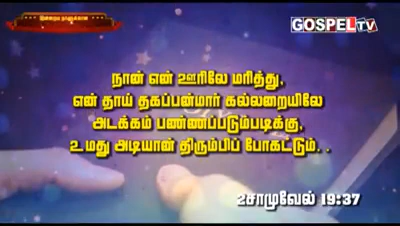 இன்றைய நாளுக்கான
GOSPEL TV
நான் என் ஊரிலே மரித்து,
என் தாய் தகப்பன்மார் கல்லறையிலே
அடக்கம் பண்ணப்படும்படிக்கு,
உமது அடியான் திரும்பிப் போகட்டும். .
2சாமுவேல் 19:37